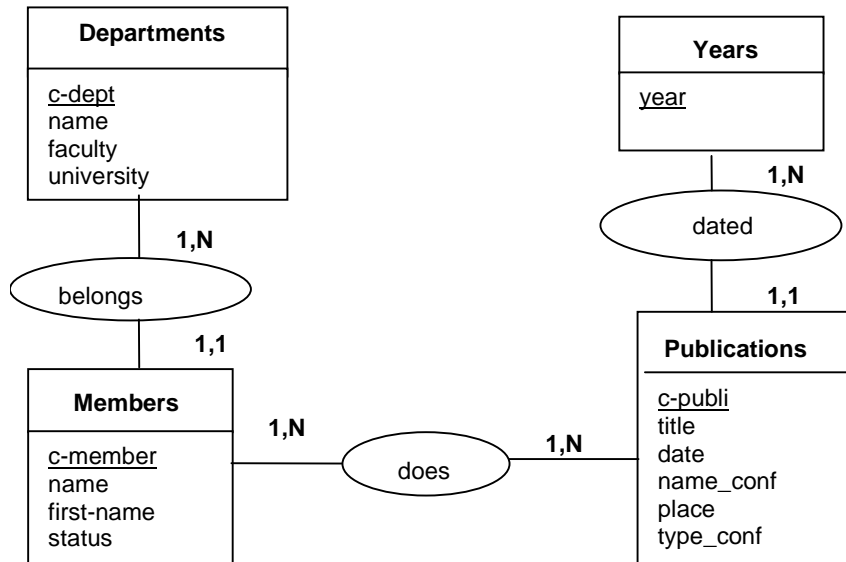 Departments
c-dept
name
faculty
university
Years
year
1,N
belongs
1,1
1,N
dated
1,1
Members
c-member
name
first-name
status
1,N
does
1,N
Publications
c-publi
title
date
name_conf
place
type_conf